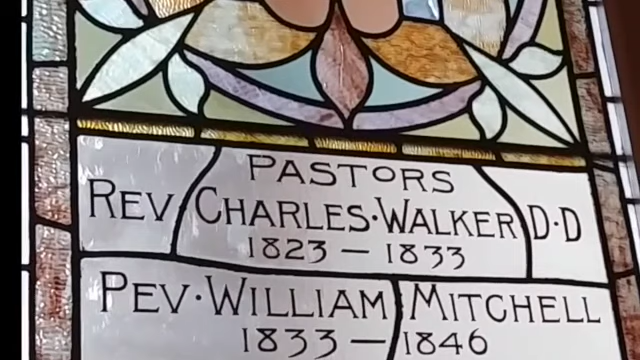 PASTORS
REV CHARLES·WALKER D·D
1823 – 1833
PEV·WILLIAM MITCHELL
1833 – 1846